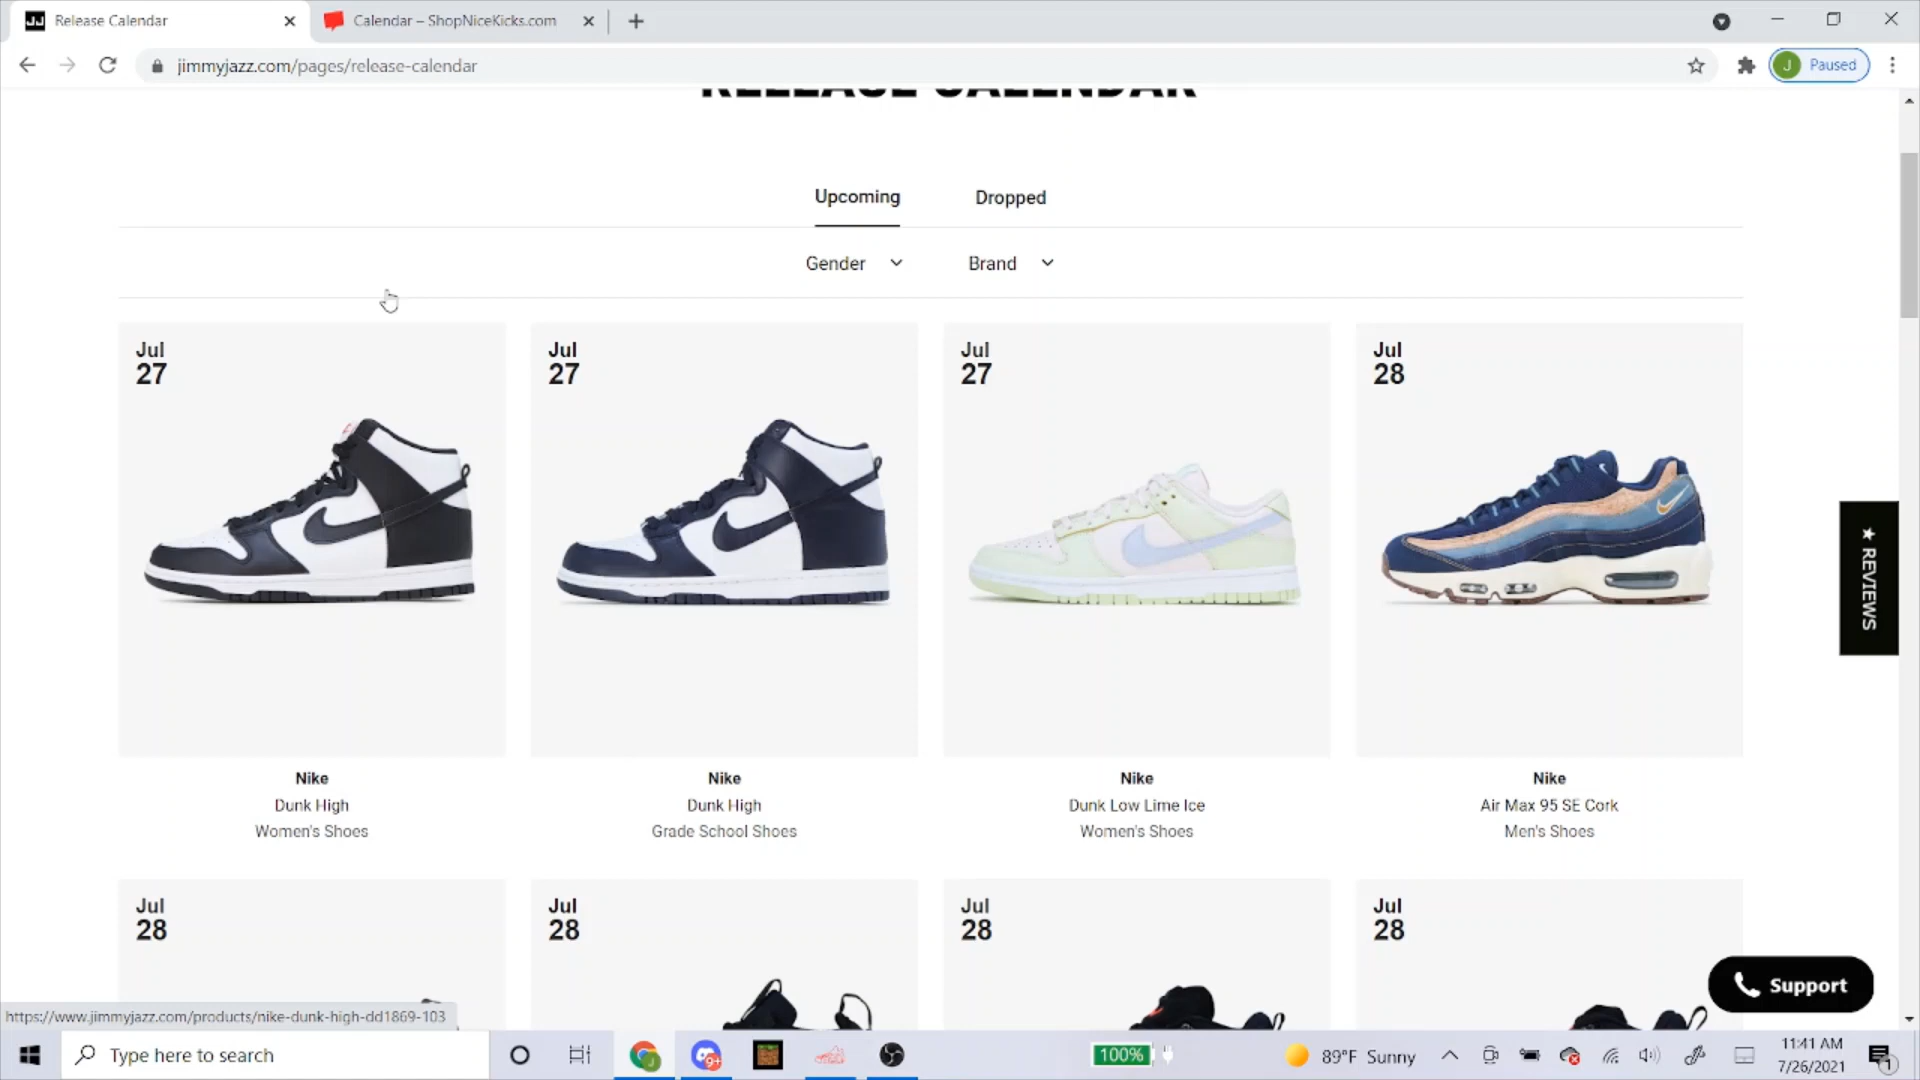 Release Calendar
Calendar – ShopNiceKicks.com
jimmyjazz.com/pages/release-calendar
J
Paused
RELEASE CALENDAR
Upcoming
Dropped
Gender
Brand
Jul
27
Jul
27
Jul
27
Jul
28
★ REVIEWS
Nike
Dunk High
Women's Shoes
Nike
Dunk High
Grade School Shoes
Nike
Dunk Low Lime Ice
Women's Shoes
Nike
Air Max 95 SE Cork
Men's Shoes
Jul
28
Jul
28
Jul
28
Jul
28
Support
https://www.jimmyjazz.com/products/nike-dunk-high-dd1869-103
Type here to search
9+
100%
89°F Sunny
11:41 AM
7/26/2021
1